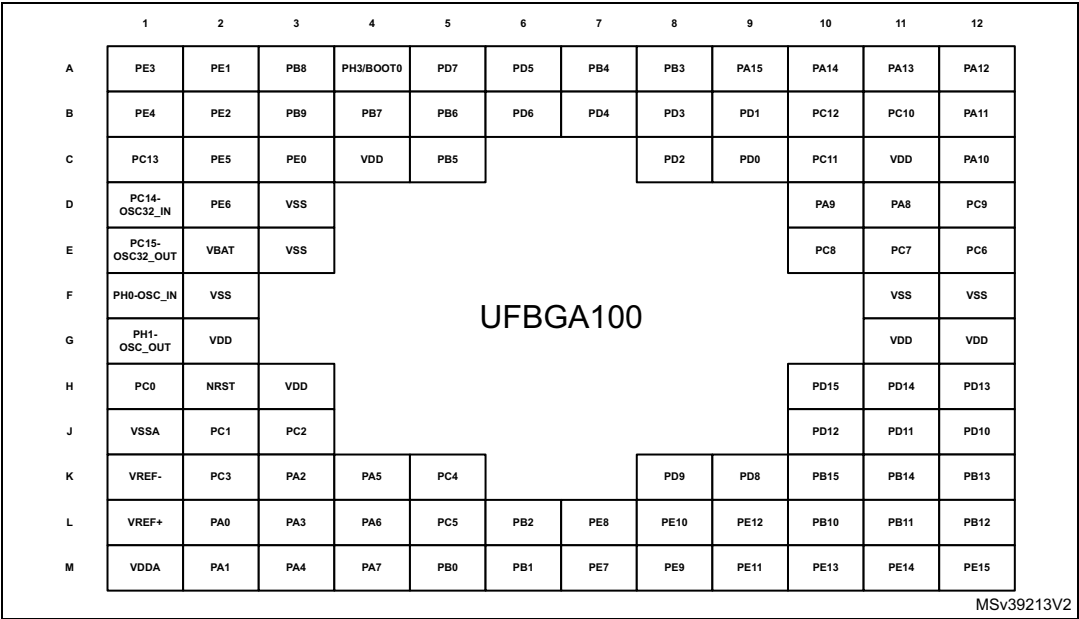 1 2 3 4 5 6 7 8 9 10 11 12
A PE3 PE1 PB8 PH3/BOOT0 PD7 PD5 PB4 PB3 PA15 PA14 PA13 PA12
B PE4 PE2 PB9 PB7 PB6 PD6 PD4 PD3 PD1 PC12 PC10 PA11
C PC13 PE5 PE0 VDD PB5 PD2 PD0 PC11 VDD PA10
D PC14-OSC32_IN PE6 VSS PA9 PA8 PC9
E PC15-OSC32_OUT VBAT VSS PC8 PC7 PC6
F PH0-OSC_IN VSS VSS VSS
UFBGA100
G PH1-OSC_OUT VDD VDD VDD
H PC0 NRST VDD PD15 PD14 PD13
J VSSA PC1 PC2 PD12 PD11 PD10
K VREF- PC3 PA2 PA5 PC4 PD9 PD8 PB15 PB14 PB13
L VREF+ PA0 PA3 PA6 PC5 PB2 PE8 PE10 PE12 PB10 PB11 PB12
M VDDA PA1 PA4 PA7 PB0 PB1 PE7 PE9 PE11 PE13 PE14 PE15
MSv39213V2